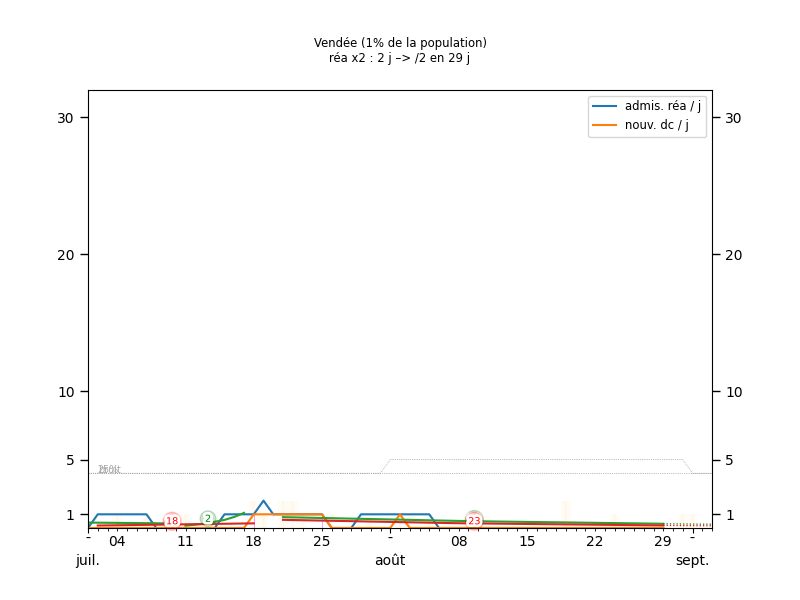 Vendée (1% de la population)
réa x2 : 2 j –> /2 en 29 j
admis. réa / j
nouv. dc / j
30
30
20
20
10
10
5
5
1
1
18
2
23
- 04 11 18 25 - 08 15 22 29 -
juil. août sept.